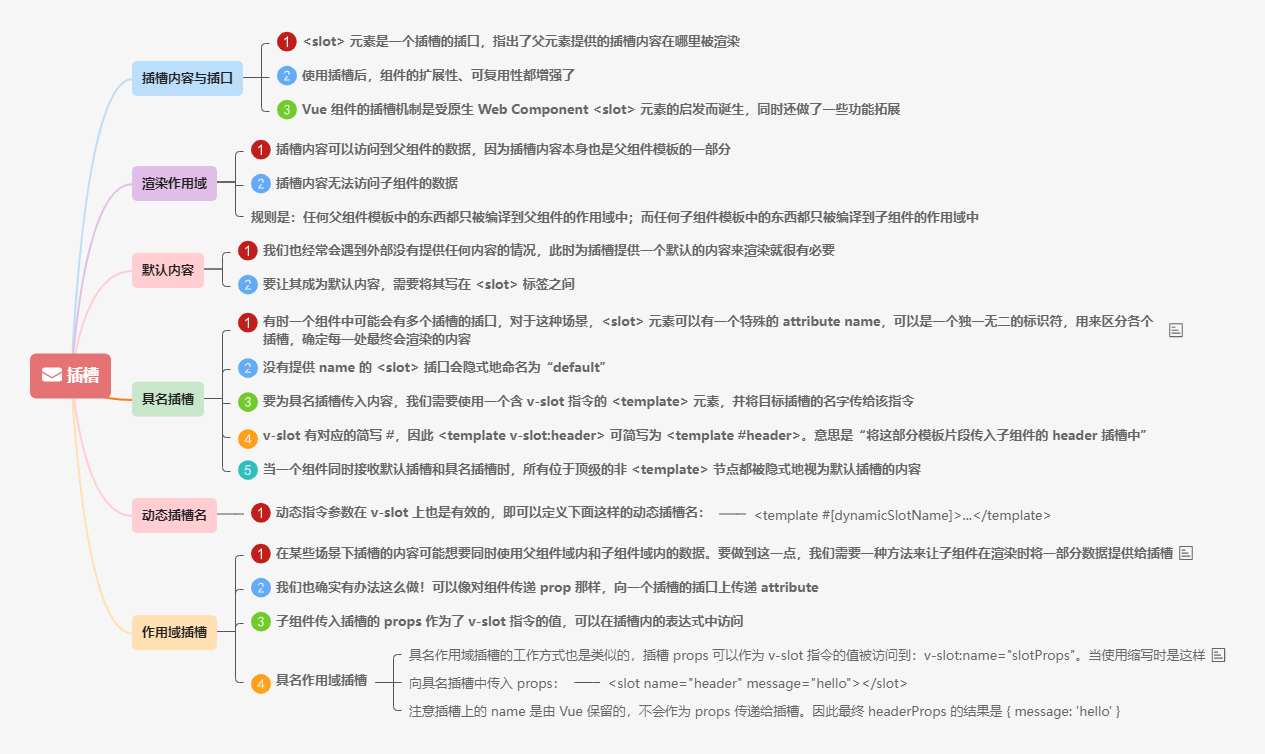 插槽
插槽内容与插口
1 <slot> 元素是一个插槽的插口，指出了父元素提供的插槽内容在哪里被渲染
2 使用插槽后，组件的扩展性、可复用性都增强了
3 Vue 组件的插槽机制是受原生 Web Component <slot> 元素的启发而诞生，同时还做了一些功能拓展
渲染作用域
1 插槽内容可以访问到父组件的数据，因为插槽内容本身也是父组件模板的一部分
2 插槽内容无法访问子组件的数据
规则是：任何父组件模板中的东西都只被编译到父组件的作用域中；而任何子组件模板中的东西都只被编译到子组件的作用域中
默认内容
1 我们也经常会遇到外部没有提供任何内容的情况，此时为插槽提供一个默认的内容来渲染就很有必要
2 要让其成为默认内容，需要将其写在 <slot> 标签之间
具名插槽
1 有时一个组件中可能会有多个插槽的插口，对于这种场景，<slot> 元素可以有一个特殊的 attribute name，可以是一个独一无二的标识符，用来区分各个
插槽，确定每一处最终会渲染的内容
2 没有提供 name 的 <slot> 插口会隐式地命名为“default”
3 要为具名插槽传入内容，我们需要使用一个含 v-slot 指令的 <template> 元素，并将目标插槽的名字传给该指令
4 v-slot 有对应的简写 #，因此 <template v-slot:header> 可简写为 <template #header>。意思是“将这部分模板片段传入子组件的 header 插槽中”
5 当一个组件同时接收默认插槽和具名插槽时，所有位于顶级的非 <template> 节点都被隐式地视为默认插槽的内容
动态插槽名
1 动态指令参数在 v-slot 上也是有效的，即可以定义下面这样的动态插槽名： <template #[dynamicSlotName]>...</template>
作用域插槽
1 在某些场景下插槽的内容可能想要同时使用父组件域内和子组件域内的数据。要做到这一点，我们需要一种方法来让子组件在渲染时将一部分数据提供给插槽
2 我们也确实有办法这么做！可以像对组件传递 prop 那样，向一个插槽的插口上传递 attribute
3 子组件传入插槽的 props 作为了 v-slot 指令的值，可以在插槽内的表达式中访问
4 具名作用域插槽
具名作用域插槽的工作方式也是类似的，插槽 props 可以作为 v-slot 指令的值被访问到：v-slot:name="slotProps"。当使用缩写时是这样
向具名插槽中传入 props： <slot name="header" message="hello"></slot>
注意插槽上的 name 是由 Vue 保留的，不会作为 props 传递给插槽。因此最终 headerProps 的结果是 { message: 'hello' }